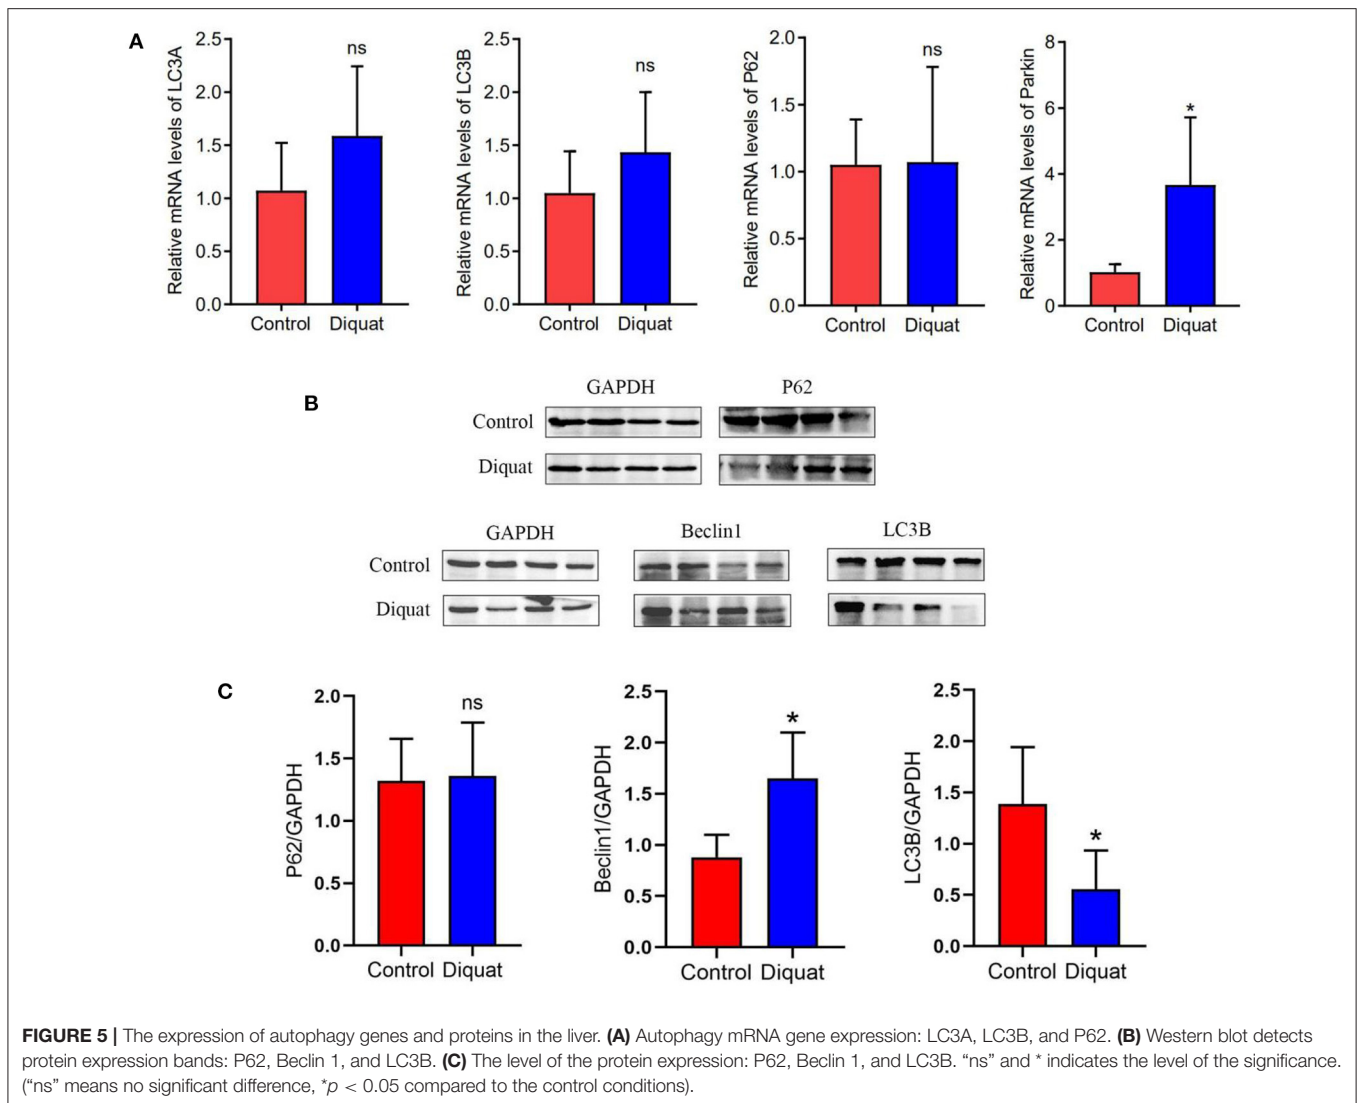 A
Relative mRNA levels of LC3A
2.5
2.0
1.5
1.0
0.5
0.0
ns
Control Diquat
Relative mRNA levels of LC3B
2.5
2.0
1.5
1.0
0.5
0.0
ns
Control Diquat
Relative mRNA levels of P62
2.0
1.5
1.0
0.5
0.0
ns
Control Diquat
Relative mRNA levels of Parkin
8
6
4
2
0
*
Control Diquat
B
GAPDH P62
Control
Diquat
GAPDH Beclin1 LC3B
Control
Diquat
C
P62/GAPDH
2.0
1.5
1.0
0.5
0.0
ns
Control Diquat
Beclin1/GAPDH
2.5
2.0
1.5
1.0
0.5
0.0
*
Control Diquat
LC3B/GAPDH
2.5
2.0
1.5
1.0
0.5
0.0
*
Control Diquat
FIGURE 5 | The expression of autophagy genes and proteins in the liver. (A) Autophagy mRNA gene expression: LC3A, LC3B, and P62. (B) Western blot detects
protein expression bands: P62, Beclin 1, and LC3B. (C) The level of the protein expression: P62, Beclin 1, and LC3B. “ns” and * indicates the level of the significance.
(“ns” means no significant difference, *p < 0.05 compared to the control conditions).